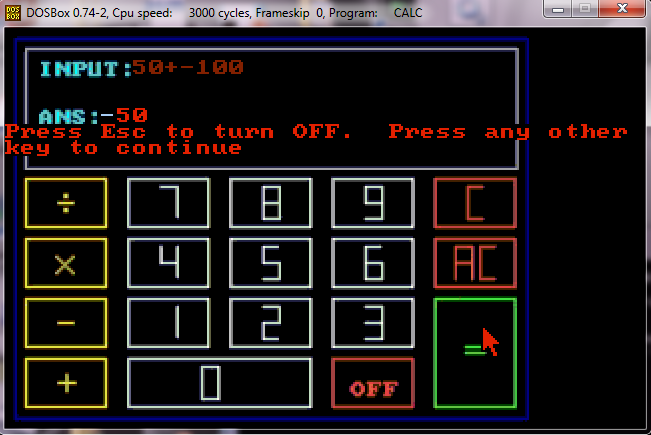 DOS BOX DOSBox 0.74-2, Cpu speed: 3000 cycles, Frameskip 0, Program: CALC
INPUT:50+-100
ANS:-50
Press Esc to turn OFF. Press any other
key to continue
÷ 7 8 9 C
× 4 5 6 AC
- 1 2 3 =
+ 0 OFF